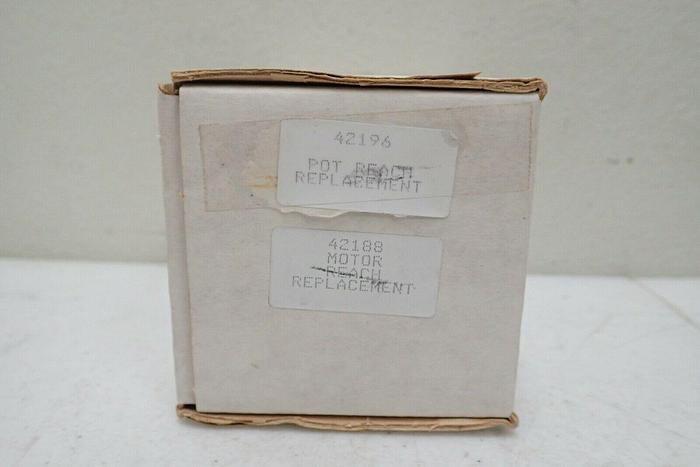 42196
POT REACH
REPLACEMENT
42188
MOTOR
REACH
REPLACEMENT